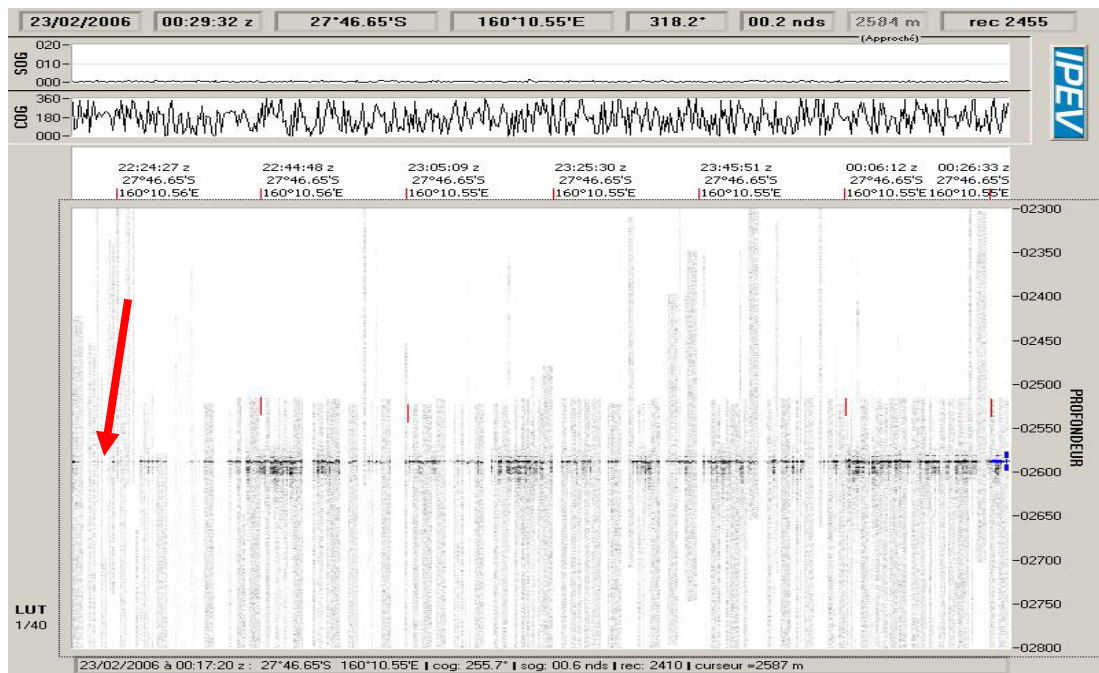 23/02/2006 00:29:32 z 27°46.65'S 160°10.55'E 318.2° 00.2 nds 2584 m rec 2455
(Approché)
SOG
020
010
000
COG
360
180
000
IPEV
22:24:27 z 22:44:48 z 23:05:09 z 23:25:30 z 23:45:51 z 00:06:12 z 00:26:33 z
27°46.65'S 27°46.65'S 27°46.65'S 27°46.65'S 27°46.65'S 27°46.65'S 27°46.65'S
160°10.56'E 160°10.56'E 160°10.55'E 160°10.55'E 160°10.55'E 160°10.55'E 160°10.55'E
-02300
-02350
-02400
-02450
-02500
-02550
-02600
-02650
-02700
-02750
-02800
PROFONDEUR
LUT
1/40
23/02/2006 à 00:17:20 z : 27°46.65'S 160°10.55'E | cog: 255.7° | sog: 00.6 nds | rec: 2410 | curseur =2587 m